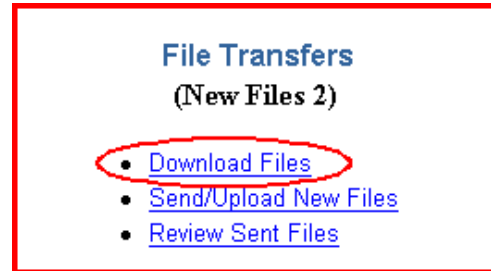 File Transfers
(New Files 2)
Download Files
Send/Upload New Files
Review Sent Files